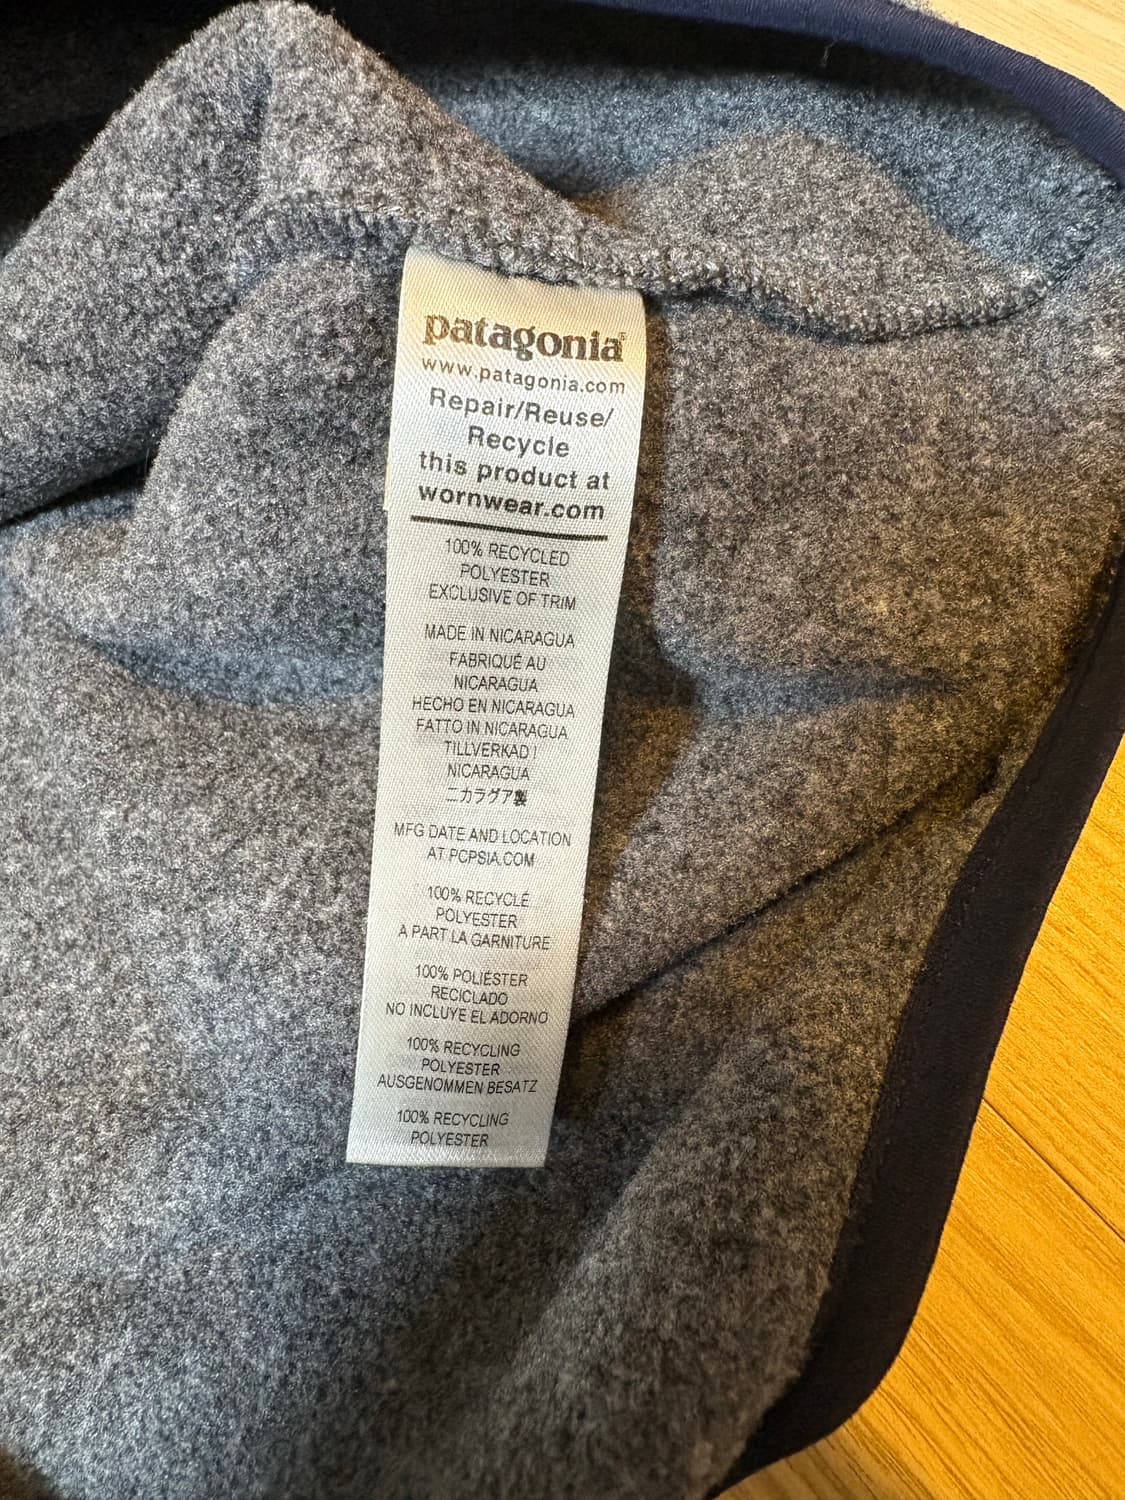 patagonia®
www.patagonia.com
Repair/Reuse/
Recycle
this product at
wornwear.com
100% RECYCLED
POLYESTER
EXCLUSIVE OF TRIM
MADE IN NICARAGUA
FABRIQUÉ AU
NICARAGUA
HECHO EN NICARAGUA
FATTO IN NICARAGUA
TILLVERKAD I
NICARAGUA
ニカラグア製
MFG DATE AND LOCATION
AT PCPSIA.COM
100% RECYCLÉ
POLYESTER
A PART LA GARNITURE
100% POLIÉSTER
RECICLADO
NO INCLUYE EL ADORNO
100% RECYCLING
POLYESTER
AUSGENOMMEN BESATZ
100% RECYCLING
POLYESTER